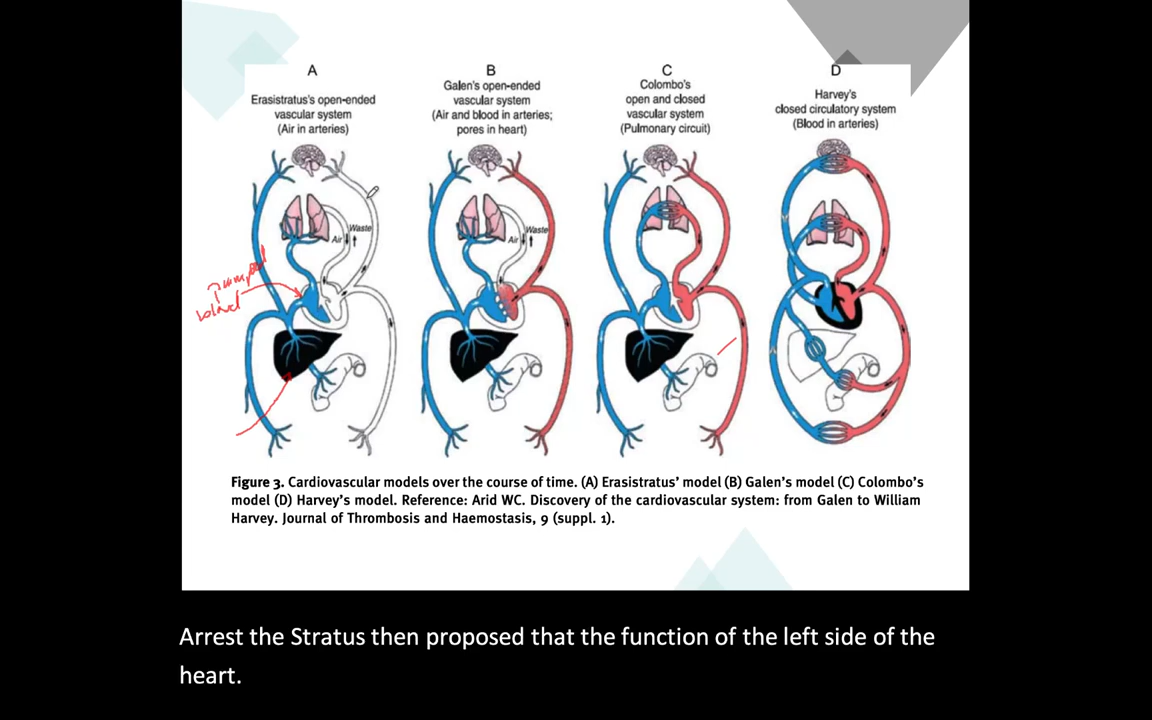 A
Erasistratus's open-ended
vascular system
(Air in arteries)
B
Galen's open-ended
vascular system
(Air and blood in arteries;
pores in heart)
C
Colombo's
open and closed
vascular system
(Pulmonary circuit)
D
Harvey's
closed circulatory system
(Blood in arteries)
Waste
Air
Waste
Air
Figure 3. Cardiovascular models over the course of time. (A) Erasistratus' model (B) Galen's model (C) Colombo's
model (D) Harvey's model. Reference: Arid WC. Discovery of the cardiovascular system: from Galen to William
Harvey. Journal of Thrombosis and Haemostasis, 9 (suppl. 1).
Arrest the Stratus then proposed that the function of the left side of the
heart.